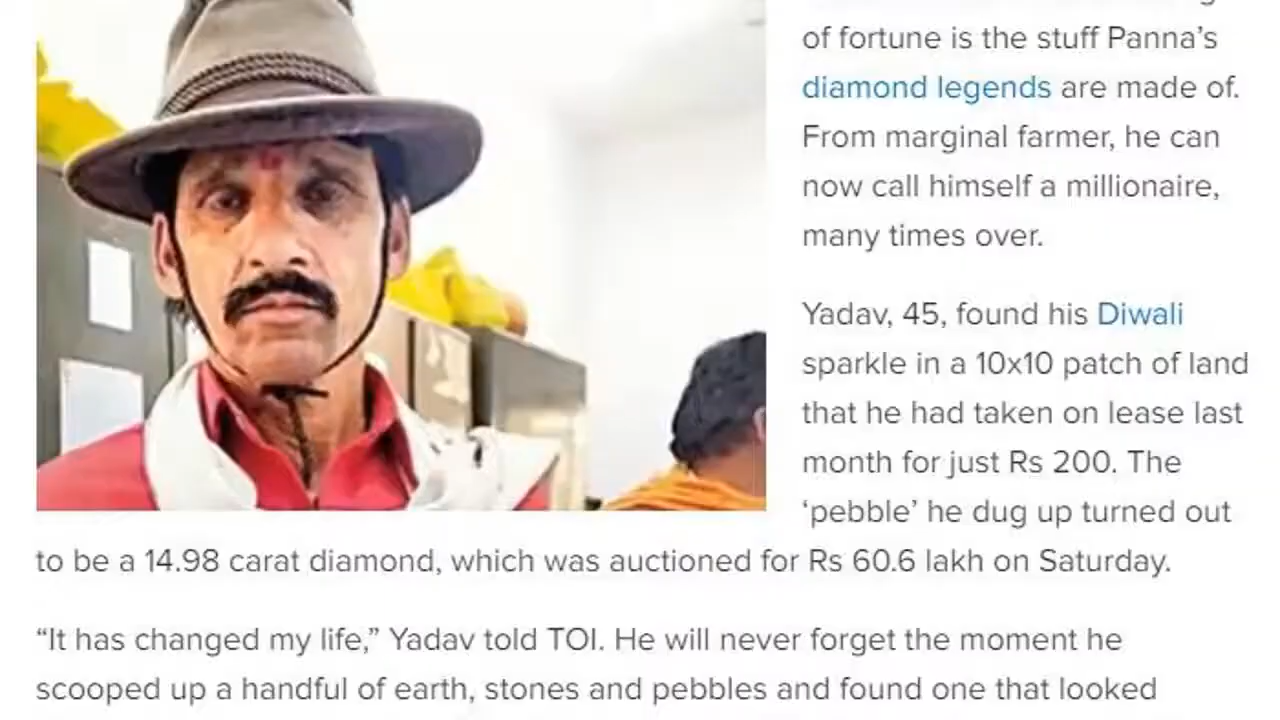 of fortune is the stuff Panna’s
diamond legends are made of.
From marginal farmer, he can
now call himself a millionaire,
many times over.
Yadav, 45, found his Diwali
sparkle in a 10x10 patch of land
that he had taken on lease last
month for just Rs 200. The
‘pebble’ he dug up turned out
to be a 14.98 carat diamond, which was auctioned for Rs 60.6 lakh on Saturday.
“It has changed my life,” Yadav told TOI. He will never forget the moment he
scooped up a handful of earth, stones and pebbles and found one that looked